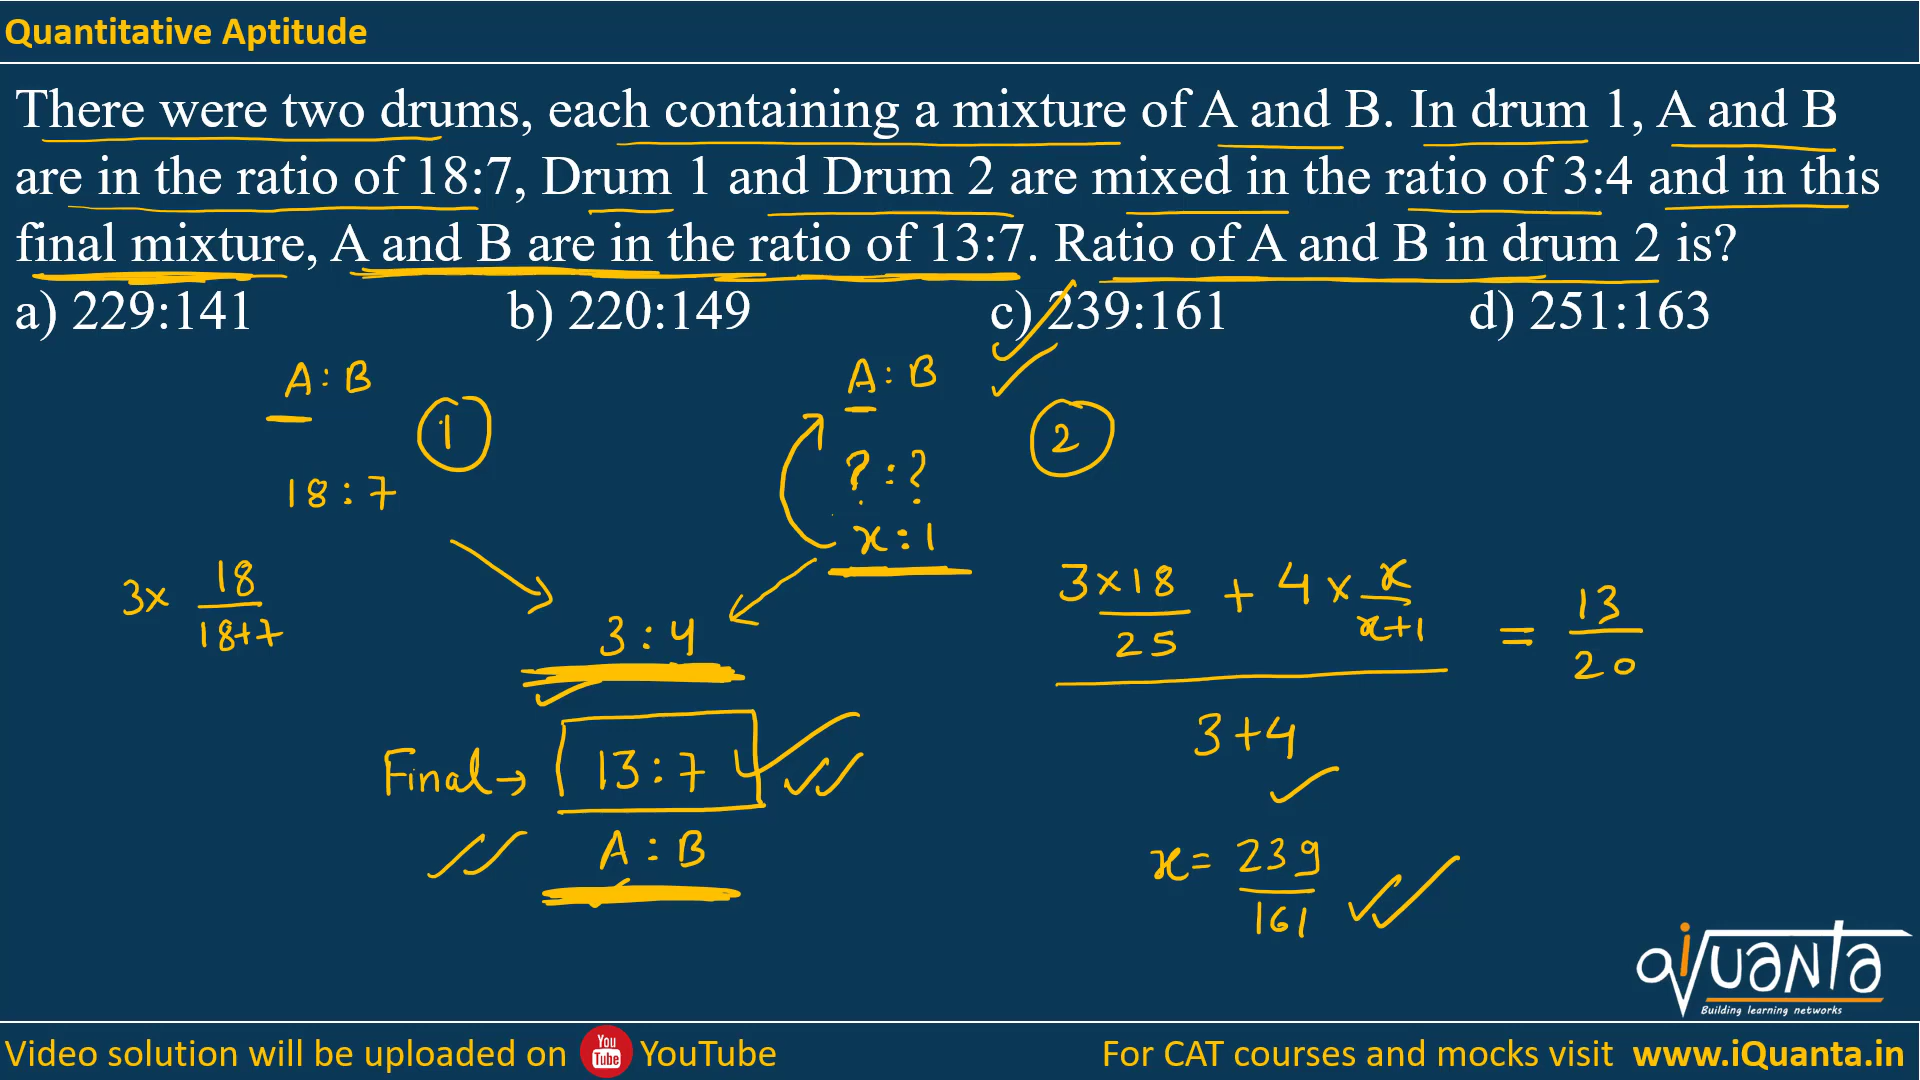 Quantitative Aptitude
There were two drums, each containing a mixture of A and B. In drum 1, A and B
are in the ratio of 18:7, Drum 1 and Drum 2 are mixed in the ratio of 3:4 and in this
final mixture, A and B are in the ratio of 13:7. Ratio of A and B in drum 2 is?
a) 229:141 b) 220:149 c) 239:161 d) 251:163
A : B
1
18 : 7
3x 18
18+7
A : B
2
? : ?
x : 1
3 : 4
Final → 13 : 7
A : B
3 x 18 + 4 x x = 13
25 x+1 20
3+4
x = 239
161
iQuanta
Building learning networks
Video solution will be uploaded on You Tube YouTube
For CAT courses and mocks visit www.iQuanta.in